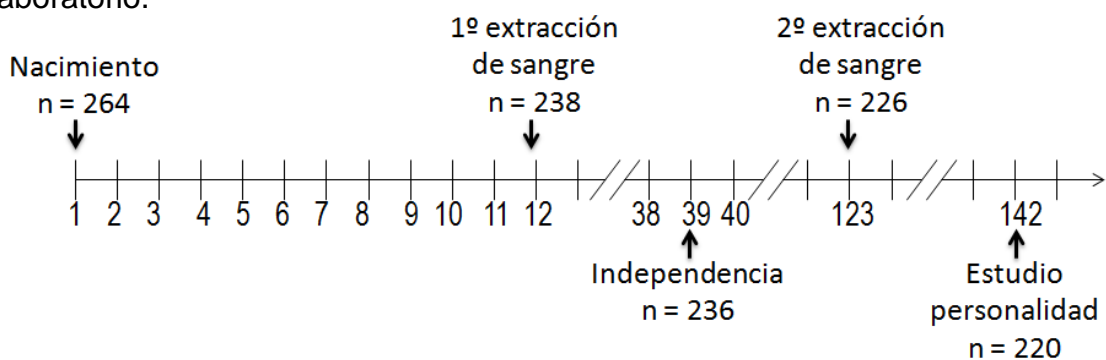 aboratorio.
Nacimiento
n = 264
1º extracción
de sangre
n = 238
2º extracción
de sangre
n = 226
1 2 3 4 5 6 7 8 9 10 11 12 38 39 40 123 142
Independencia
n = 236
Estudio
personalidad
n = 220